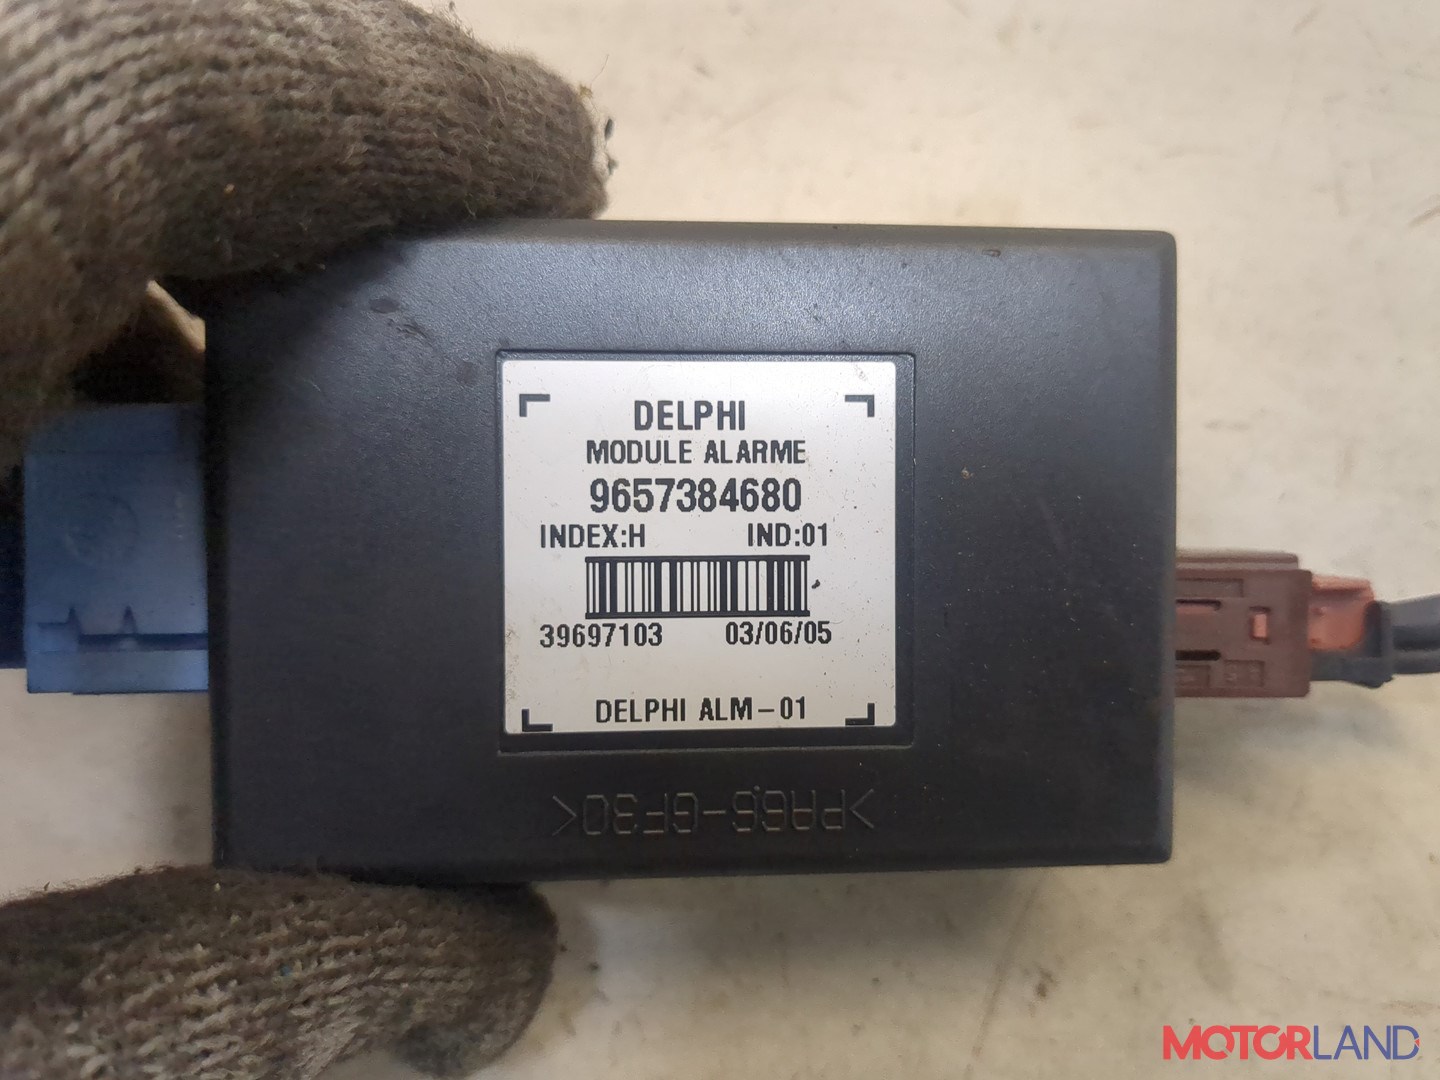 DELPHI
MODULE ALARME
9657384680
INDEX:H IND:01
39697103 03/06/05
DELPHI ALM-01
>PA66-GF30<
MOTORLAND